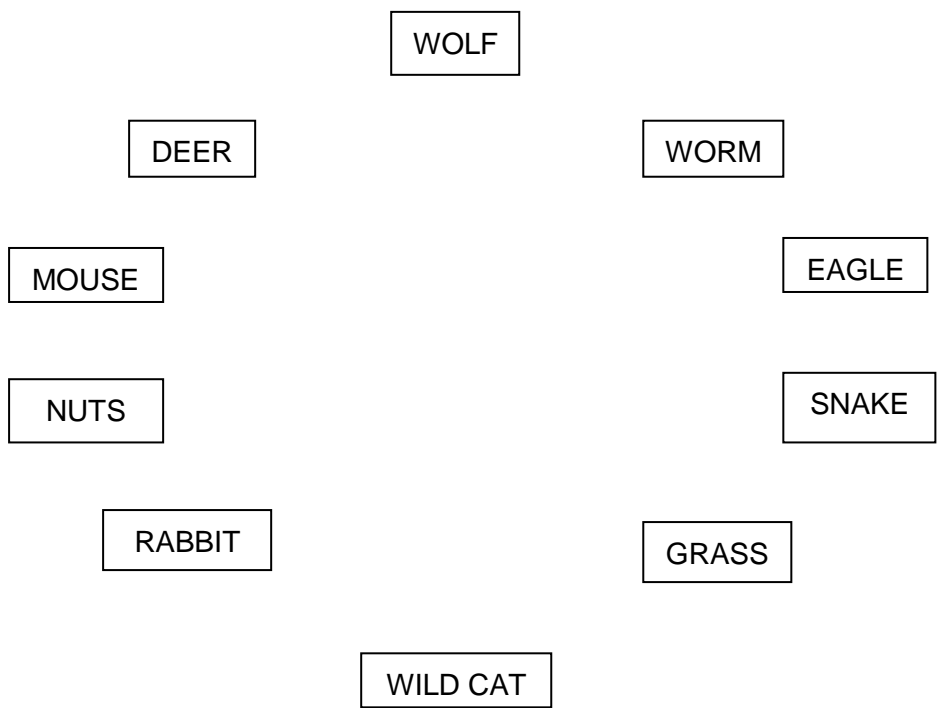 WOLF
DEER
WORM
MOUSE
EAGLE
NUTS
SNAKE
RABBIT
GRASS
WILD CAT